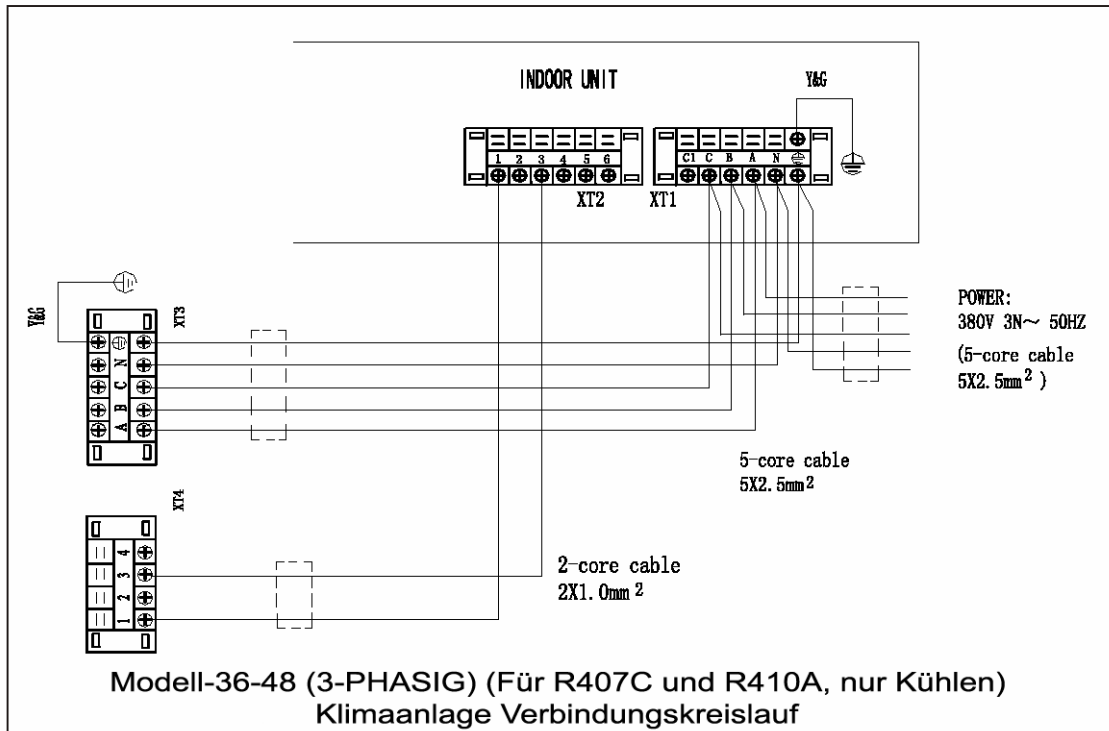 INDOOR UNIT
Y&G
1 2 3 4 5 6
C1 C B A N
XT2
XT1
Y&G
XT3
N
C
B
A
POWER:
380V 3N～ 50HZ
(5-core cable
5X2.5mm²)
5-core cable
5X2.5mm²
XT4
4
3
2
1
2-core cable
2X1.0mm²
Modell-36-48 (3-PHASIG) (Für R407C und R410A, nur Kühlen)
Klimaanlage Verbindungskreislauf